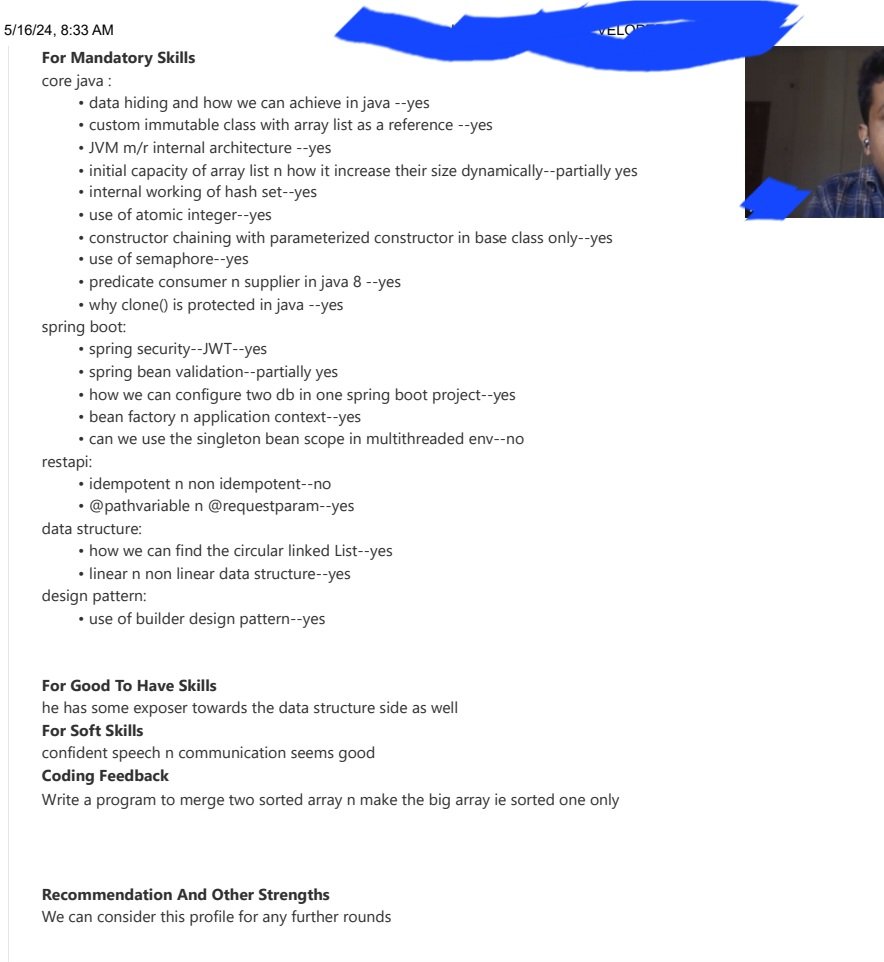 5/16/24, 8:33 AM
For Mandatory Skills
core java :
• data hiding and how we can achieve in java --yes
• custom immutable class with array list as a reference --yes
• JVM m/r internal architecture --yes
• initial capacity of array list n how it increase their size dynamically--partially yes
• internal working of hash set--yes
• use of atomic integer--yes
• constructor chaining with parameterized constructor in base class only--yes
• use of semaphore--yes
• predicate consumer n supplier in java 8 --yes
• why clone() is protected in java --yes
spring boot:
• spring security--JWT--yes
• spring bean validation--partially yes
• how we can configure two db in one spring boot project--yes
• bean factory n application context--yes
• can we use the singleton bean scope in multithreaded env--no
restapi:
• idempotent n non idempotent--no
• @pathvariable n @requestparam--yes
data structure:
• how we can find the circular linked List--yes
• linear n non linear data structure--yes
design pattern:
• use of builder design pattern--yes
For Good To Have Skills
he has some exposer towards the data structure side as well
For Soft Skills
confident speech n communication seems good
Coding Feedback
Write a program to merge two sorted array n make the big array ie sorted one only
Recommendation And Other Strengths
We can consider this profile for any further rounds